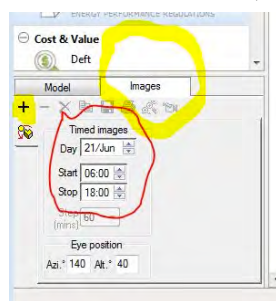 ENERGY PERFORMANCE REGULATIONS
Cost & Value
Deft
Model Images
Timed images
Day 21/Jun
Start 06:00
Stop 18:00
Step 60
(mins)
Eye position
Azi.° 140 Alt.° 40